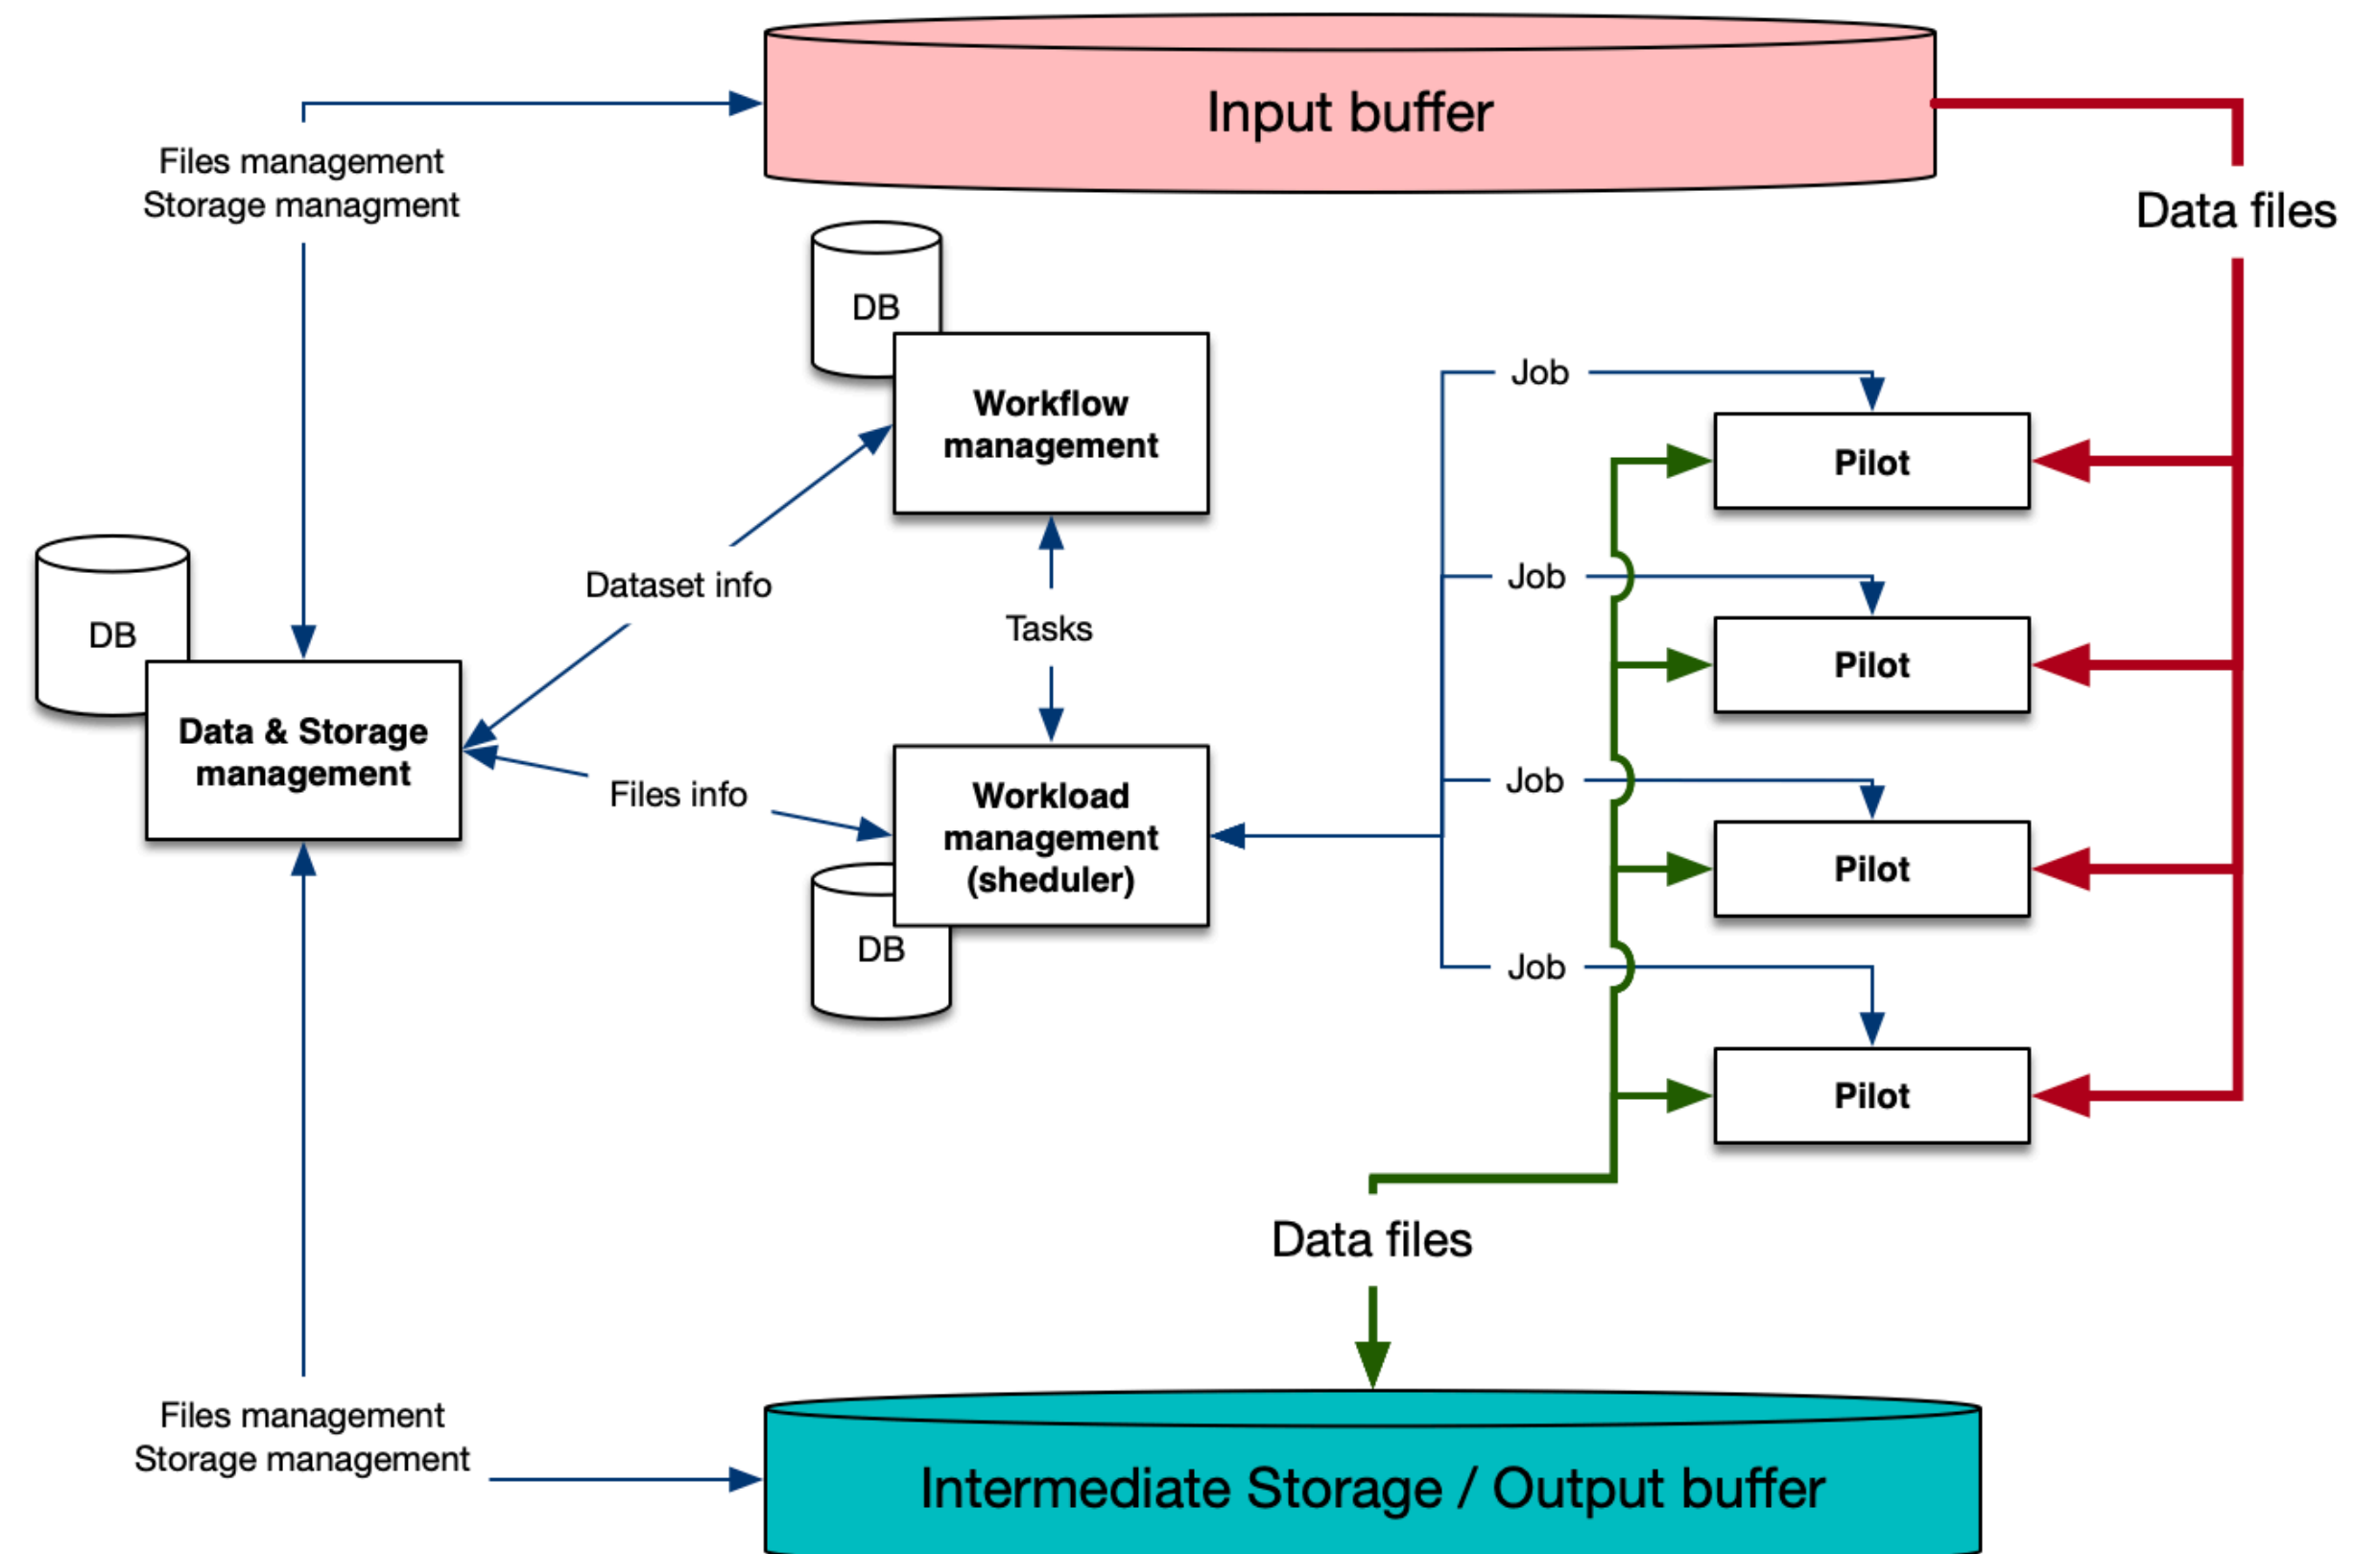 Input buffer
Files management
Storage managment
Data files
DB
Workflow
management
Job
Pilot
Dataset info
Job
Tasks
DB
Pilot
Data & Storage
management
Files info
Workload
management
(sheduler)
Job
Pilot
DB
Job
Pilot
Data files
Files management
Storage management
Intermediate Storage / Output buffer